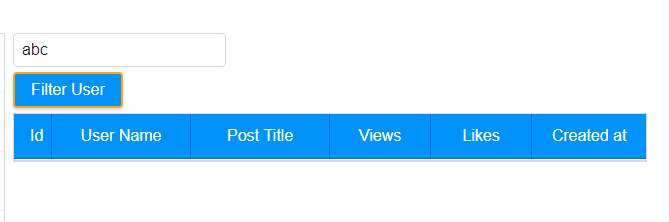 abc
Filter User
Id User Name Post Title Views Likes Created at